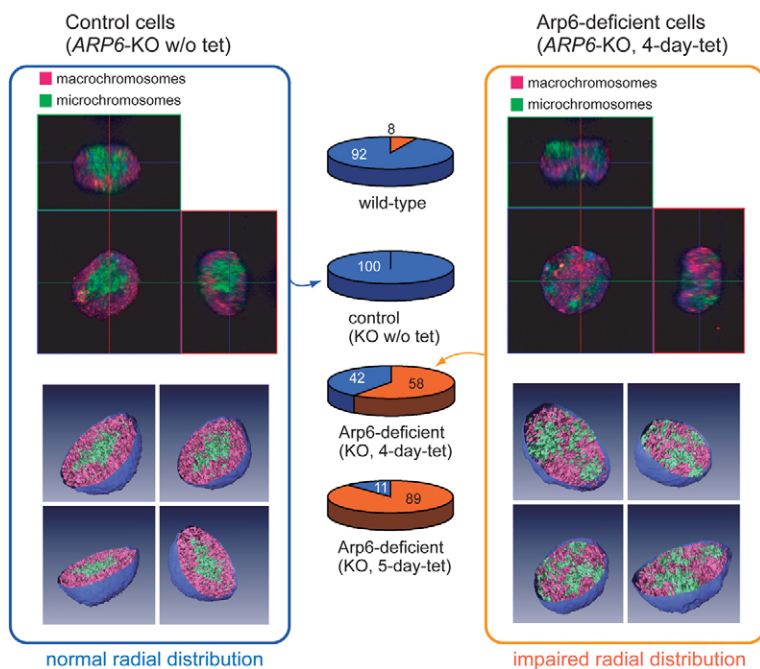 Control cells
(ARP6-KO w/o tet)
macrochromosomes
microchromosomes
8
92
wild-type
100
control
(KO w/o tet)
42
58
Arp6-deficient
(KO, 4-day-tet)
11
89
Arp6-deficient
(KO, 5-day-tet)
Arp6-deficient cells
(ARP6-KO, 4-day-tet)
macrochromosomes
microchromosomes
normal radial distribution
impaired radial distribution